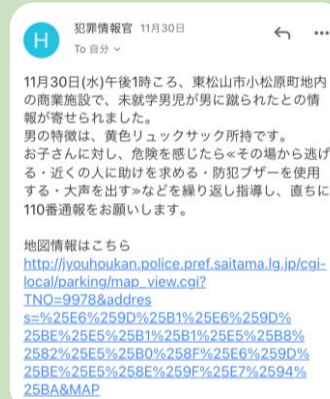 H
犯罪情報官 11月30日
To 自分
11月30日(水)午後1時ころ、東松山市小松原町地内
の商業施設で、未就学男児が男に蹴られたとの情
報が寄せられました。
男の特徴は、黄色リュックサック所持です。
お子さんに対し、危険を感じたら≪その場から逃げ
る・近くの人に助けを求める・防犯ブザーを使用
する・大声を出す≫などを繰り返し指導し、直ちに
110番通報をお願いします。
地図情報はこちら
http://jyouhoukan.police.pref.saitama.lg.jp/cgi-
local/parking/map_view.cgi?
TNO=9978&addres
s=%25E6%259D%25B1%25E6%259D%
25BE%25E5%25B1%25B1%25E5%25B8%
2582%25E5%25B0%258F%25E6%259D%
25BE%25E5%258E%259F%25E7%2594%
25BA&MAP